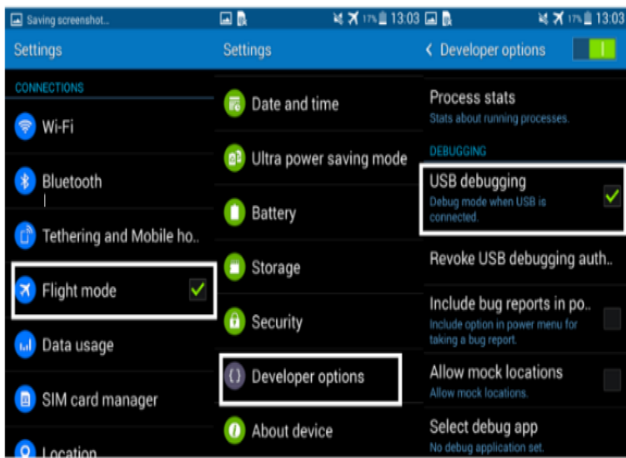 Saving screenshot...
Settings
CONNECTIONS
Wi-Fi
Bluetooth
Tethering and Mobile ho..
Flight mode
Data usage
SIM card manager
Location
17% 13:03
Settings
Date and time
Ultra power saving mode
Battery
Storage
Security
Developer options
About device
17% 13:03
Developer options
Process stats
Stats about running processes.
DEBUGGING
USB debugging
Debug mode when USB is
connected.
Revoke USB debugging auth..
Include bug reports in po..
Include option in power menu for
taking a bug report.
Allow mock locations
Allow mock locations.
Select debug app
No debug application set.